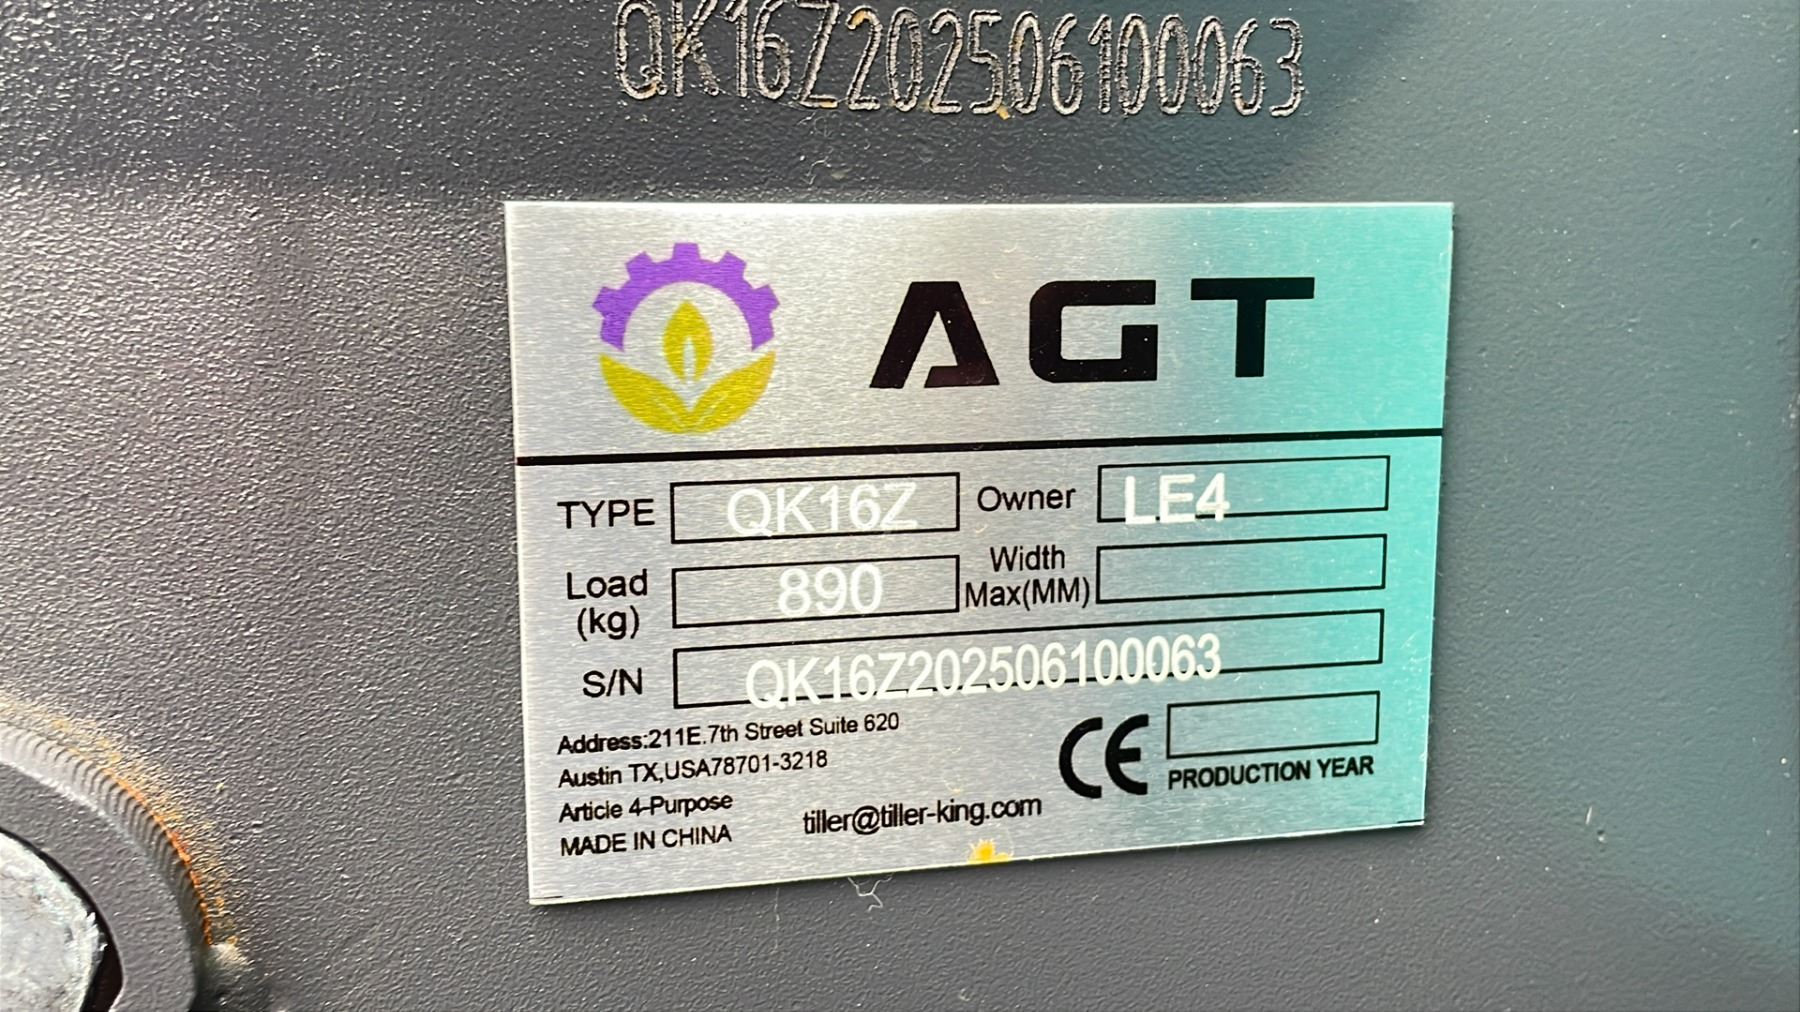 QK16Z202506100063
AGT
TYPE QK16Z Owner LE4
Load (kg) 890 Width Max(MM)
S/N QK16Z202506100063
Address:211E.7th Street Suite 620
Austin TX,USA78701-3218
Article 4-Purpose
MADE IN CHINA
tiller@tiller-king.com
CE
PRODUCTION YEAR